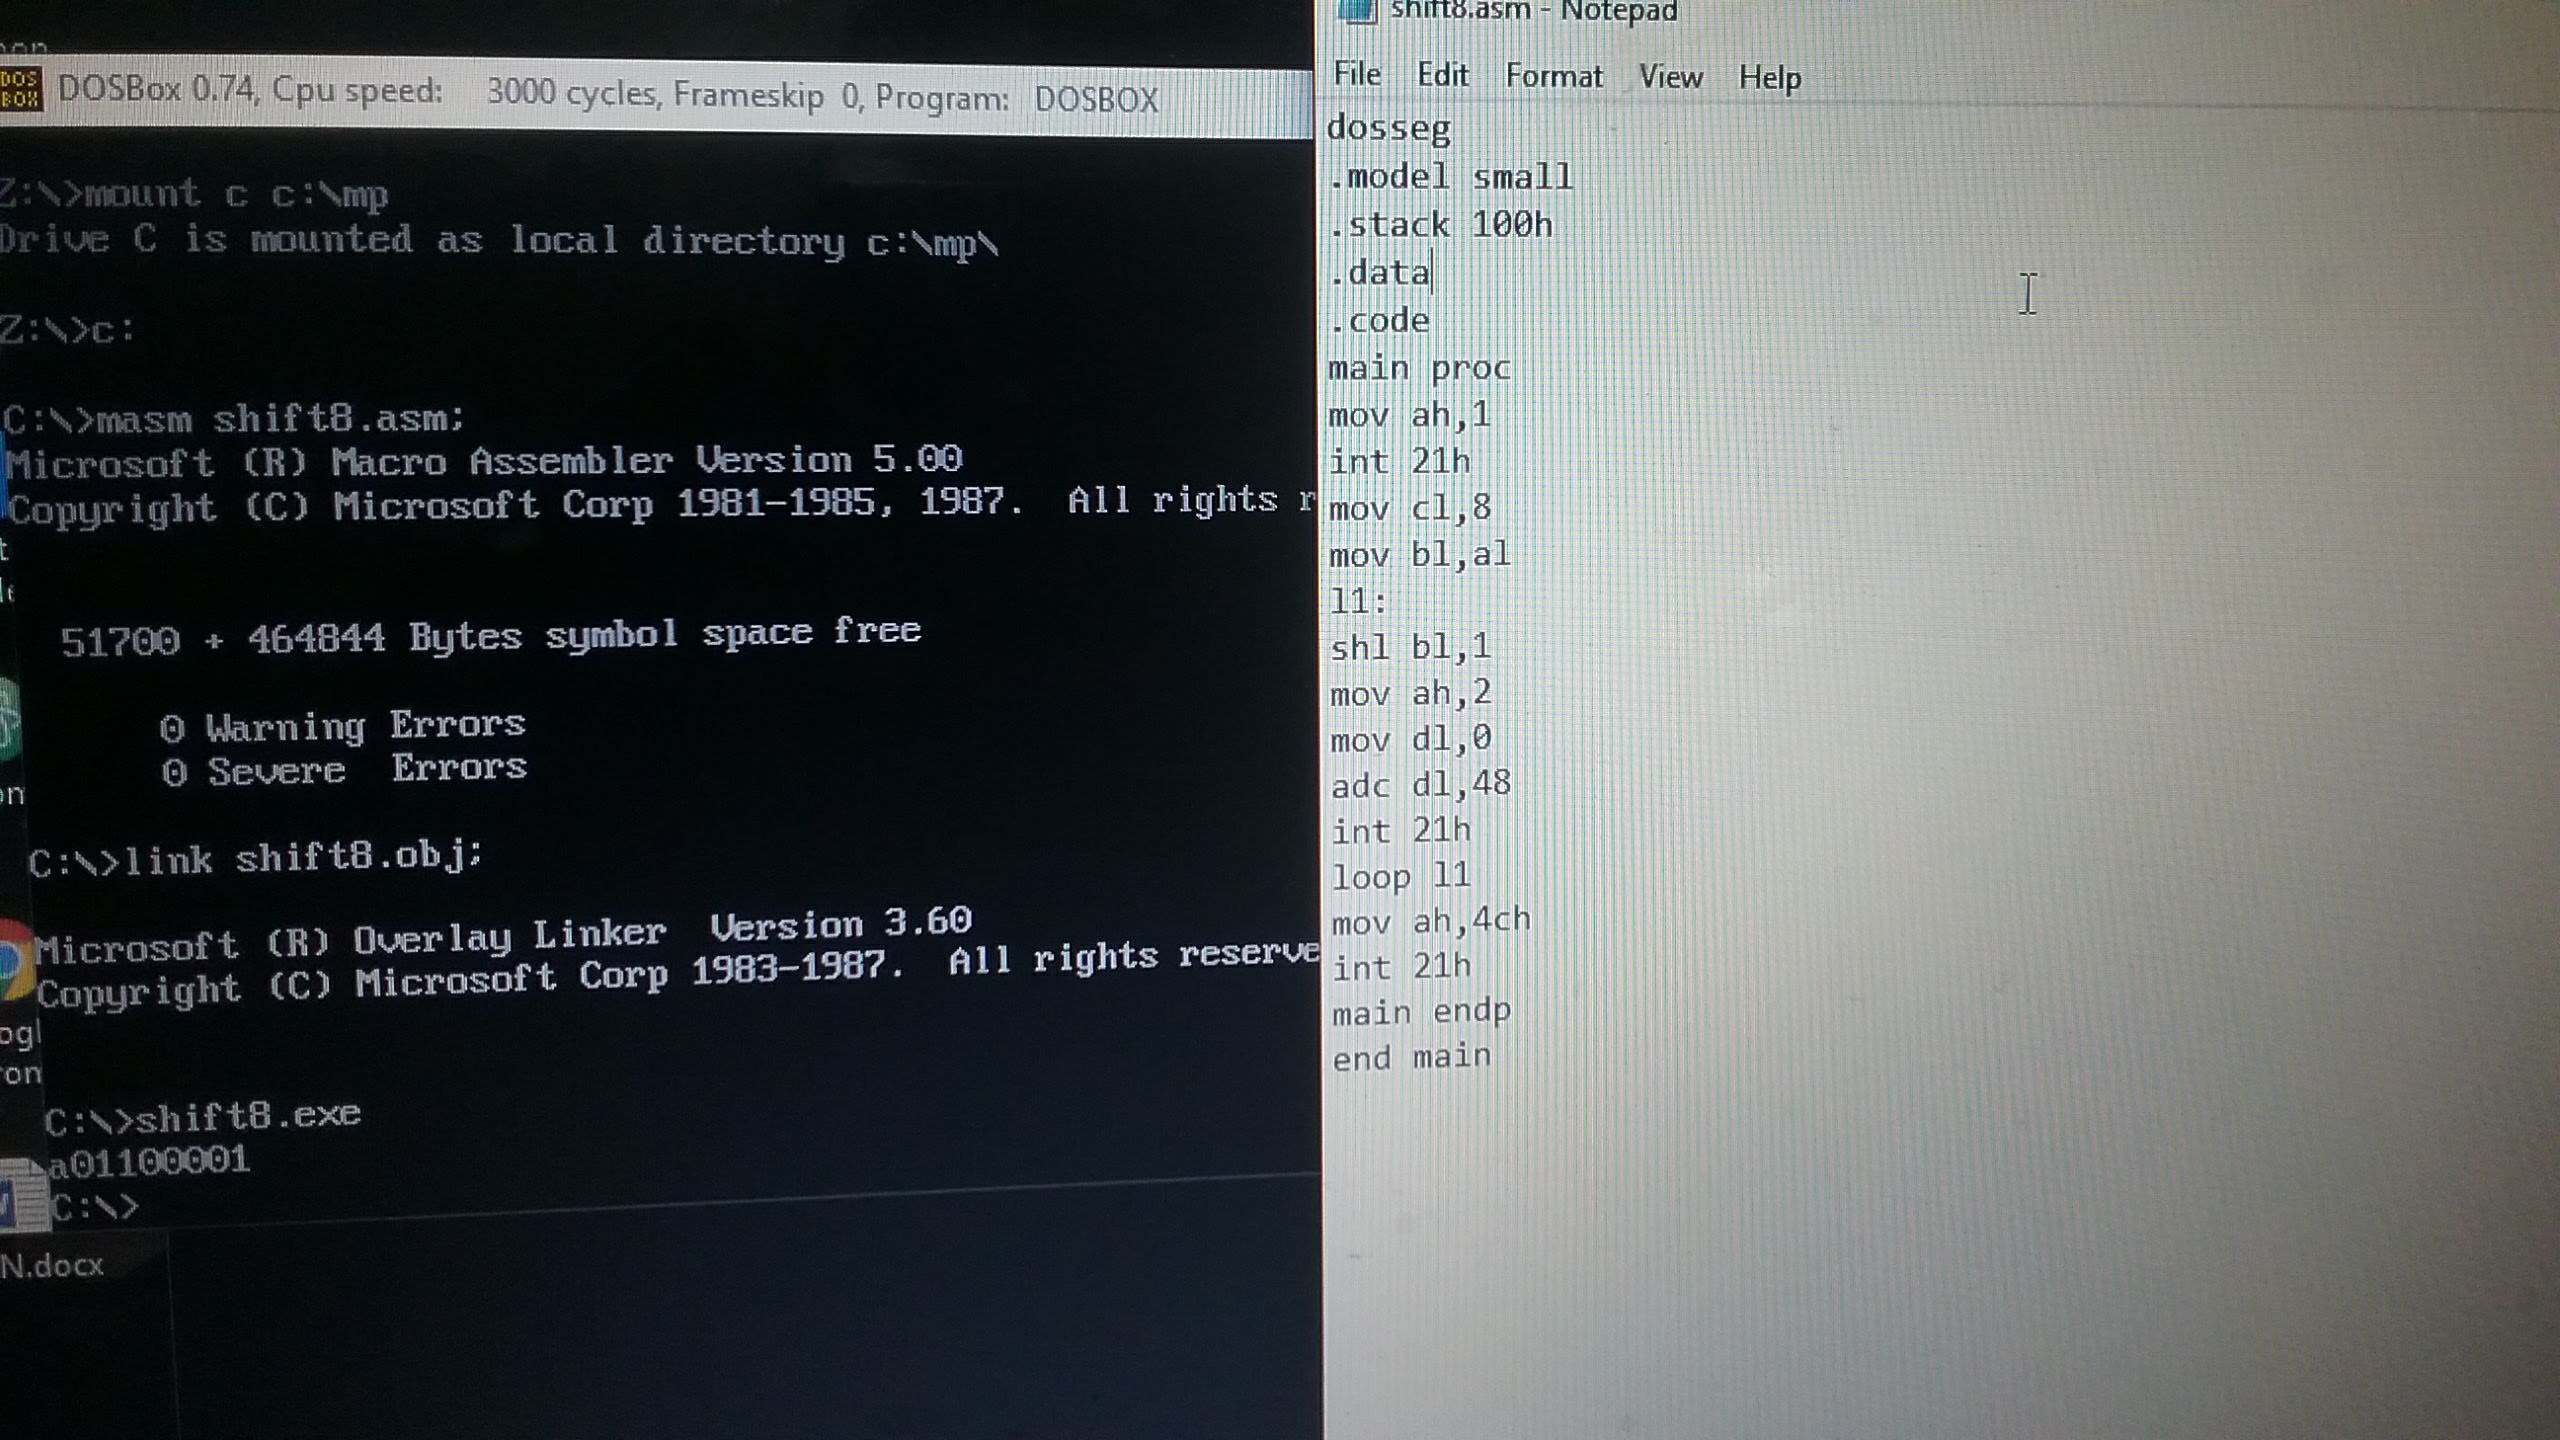 DOS BOX DOSBox 0.74, Cpu speed: 3000 cycles, Frameskip 0, Program: DOSBOX
Z:\>mount c c:\mp
Drive C is mounted as local directory c:\mp\
Z:\>c:
C:\>masm shift8.asm;
Microsoft (R) Macro Assembler Version 5.00
Copyright (C) Microsoft Corp 1981-1985, 1987. All rights r
51700 + 464844 Bytes symbol space free
0 Warning Errors
0 Severe Errors
C:\>link shift8.obj;
Microsoft (R) Overlay Linker Version 3.60
Copyright (C) Microsoft Corp 1983-1987. All rights reserve
C:\>shift8.exe
a01100001
C:\>
N.docx
shift8.asm - Notepad
File Edit Format View Help
dosseg
.model small
.stack 100h
.data
.code
main proc
mov ah,1
int 21h
mov cl,8
mov bl,al
l1:
shl bl,1
mov ah,2
mov dl,0
adc dl,48
int 21h
loop l1
mov ah,4ch
int 21h
main endp
end main